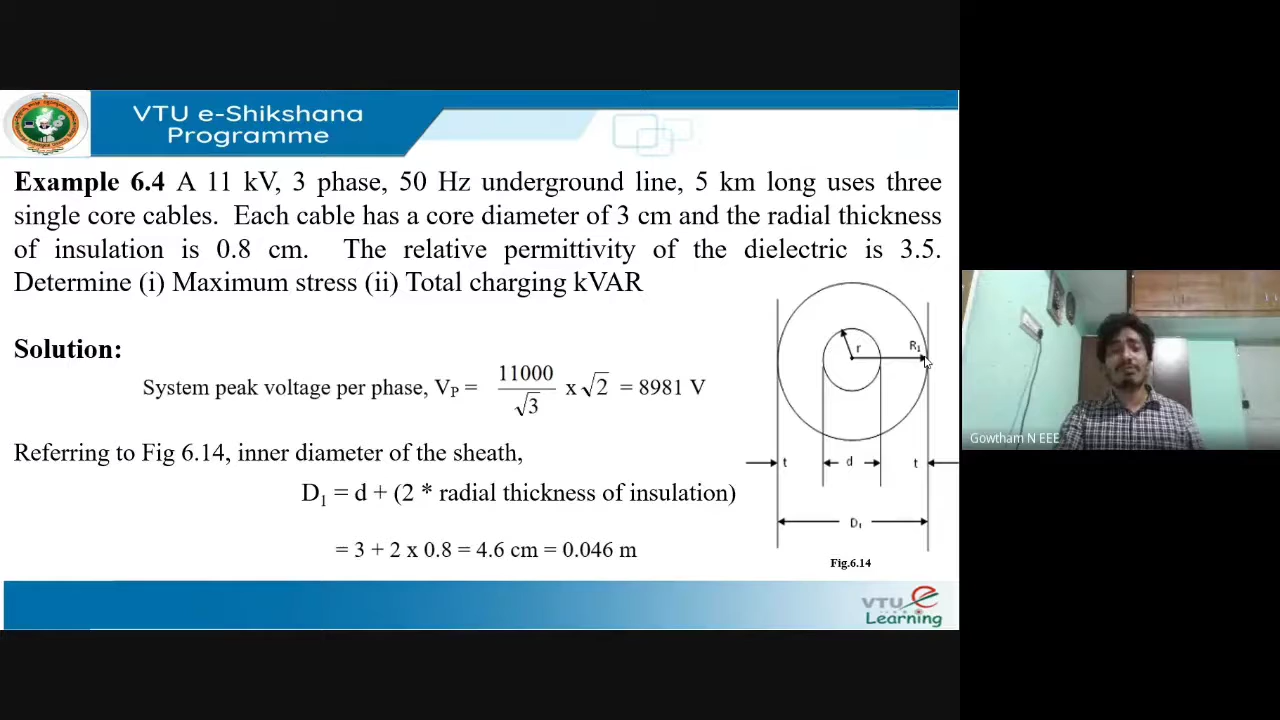 VTU e-Shikshana
Programme
Example 6.4 A 11 kV, 3 phase, 50 Hz underground line, 5 km long uses three
single core cables. Each cable has a core diameter of 3 cm and the radial thickness
of insulation is 0.8 cm. The relative permittivity of the dielectric is 3.5.
Determine (i) Maximum stress (ii) Total charging kVAR
Solution:
System peak voltage per phase, V_P = 11000/√3 x √2 = 8981 V
Referring to Fig 6.14, inner diameter of the sheath,
D₁ = d + (2 * radial thickness of insulation)
= 3 + 2 x 0.8 = 4.6 cm = 0.046 m
r
R₁
t
d
t
D₁
Fig.6.14
VTU e
Learning
Gowtham N EEE